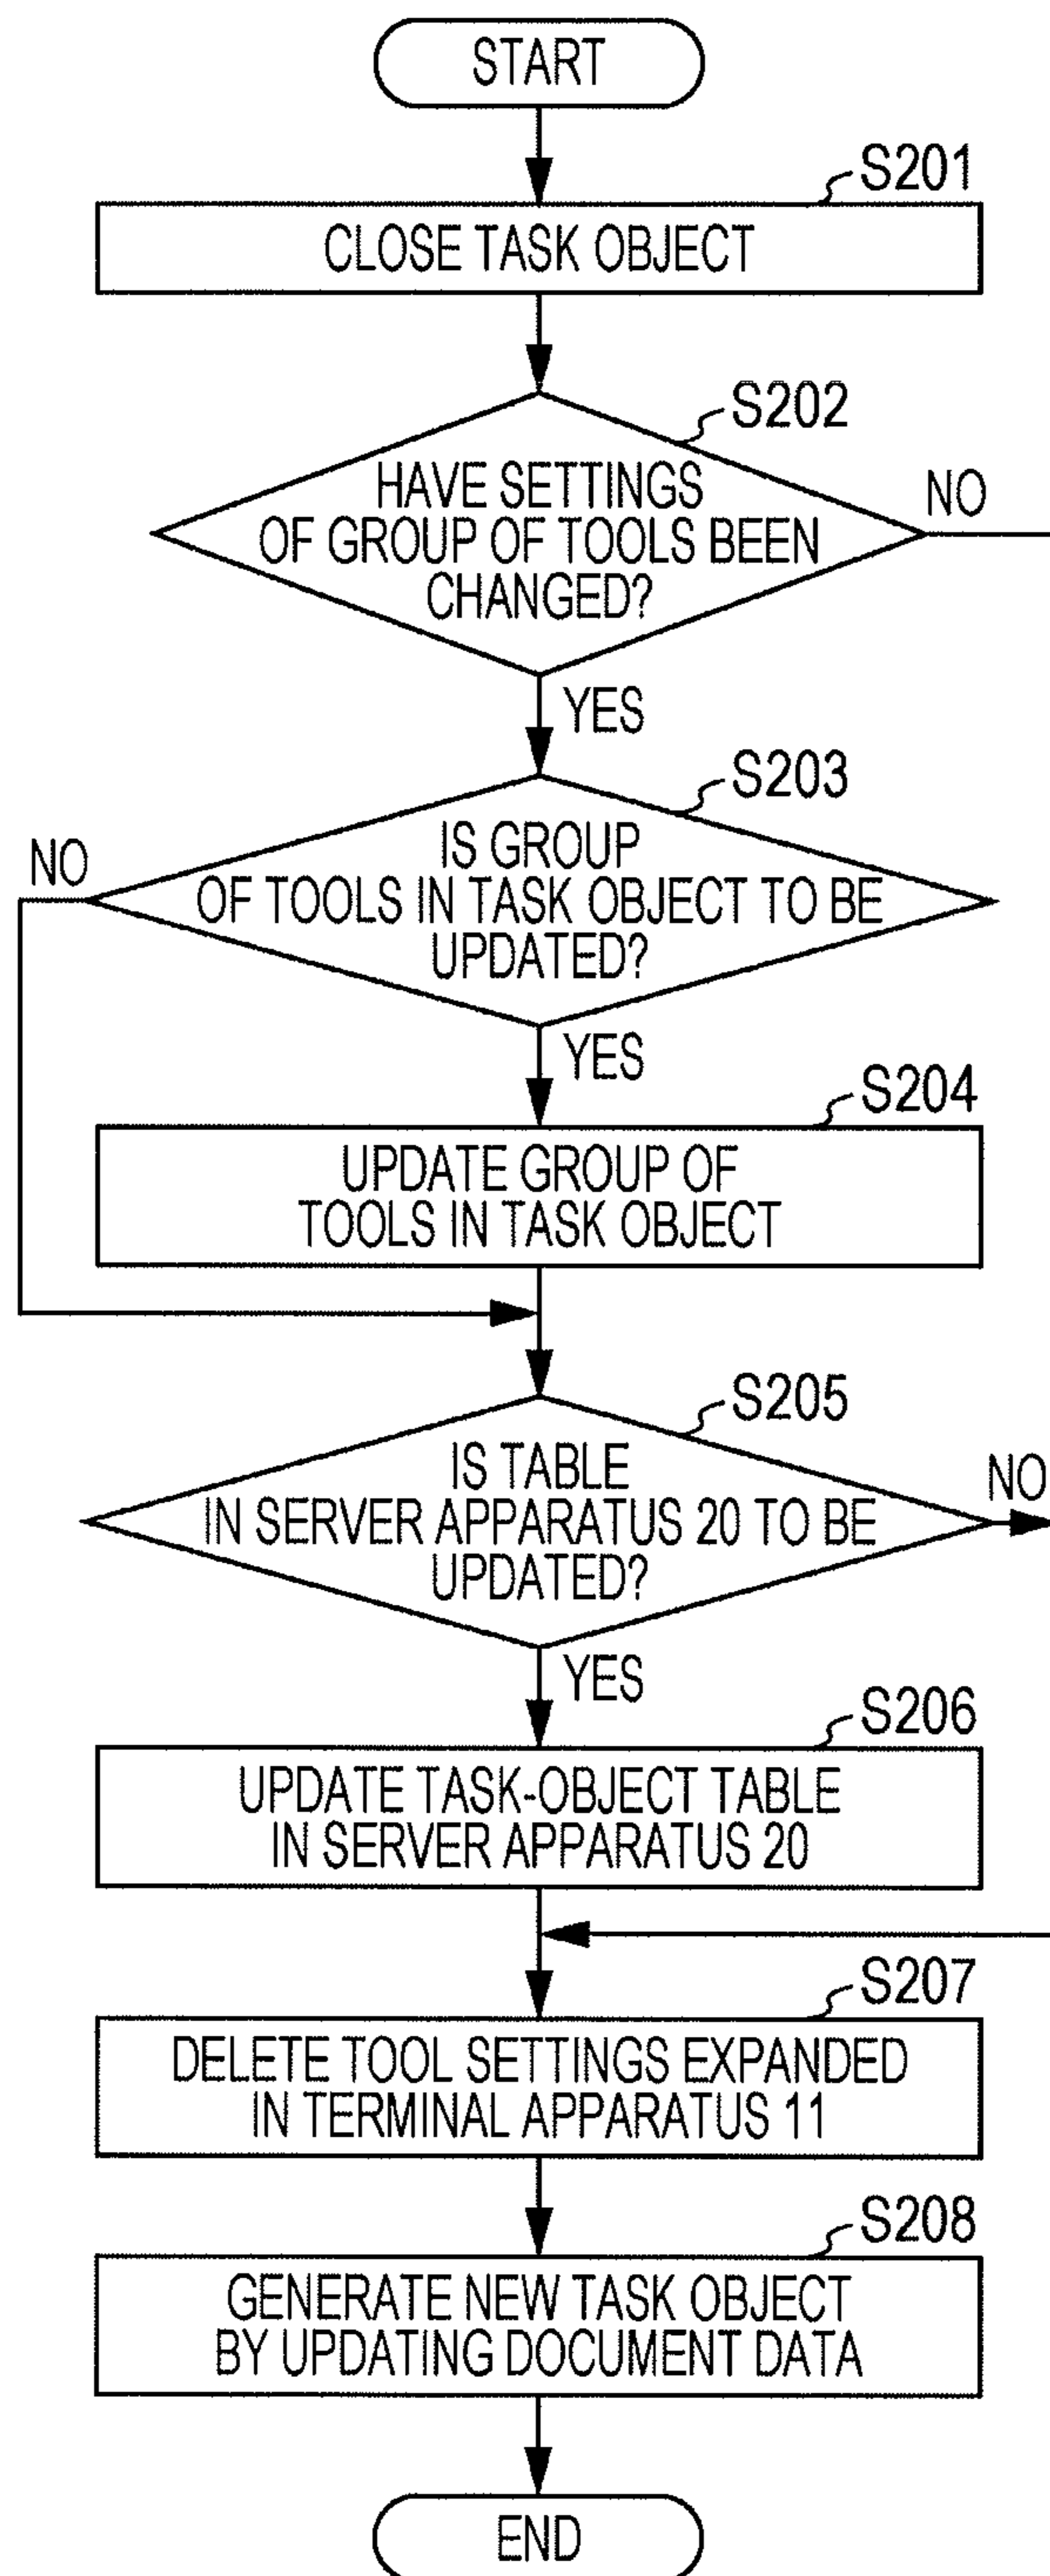 START
S201
CLOSE TASK OBJECT
S202
HAVE SETTINGS
OF GROUP OF TOOLS BEEN
CHANGED?
NO
YES
S203
IS GROUP
OF TOOLS IN TASK OBJECT TO BE
UPDATED?
NO
YES
S204
UPDATE GROUP OF
TOOLS IN TASK OBJECT
S205
IS TABLE
IN SERVER APPARATUS 20 TO BE
UPDATED?
NO
YES
S206
UPDATE TASK-OBJECT TABLE
IN SERVER APPARATUS 20
S207
DELETE TOOL SETTINGS EXPANDED
IN TERMINAL APPARATUS 11
S208
GENERATE NEW TASK OBJECT
BY UPDATING DOCUMENT DATA
END